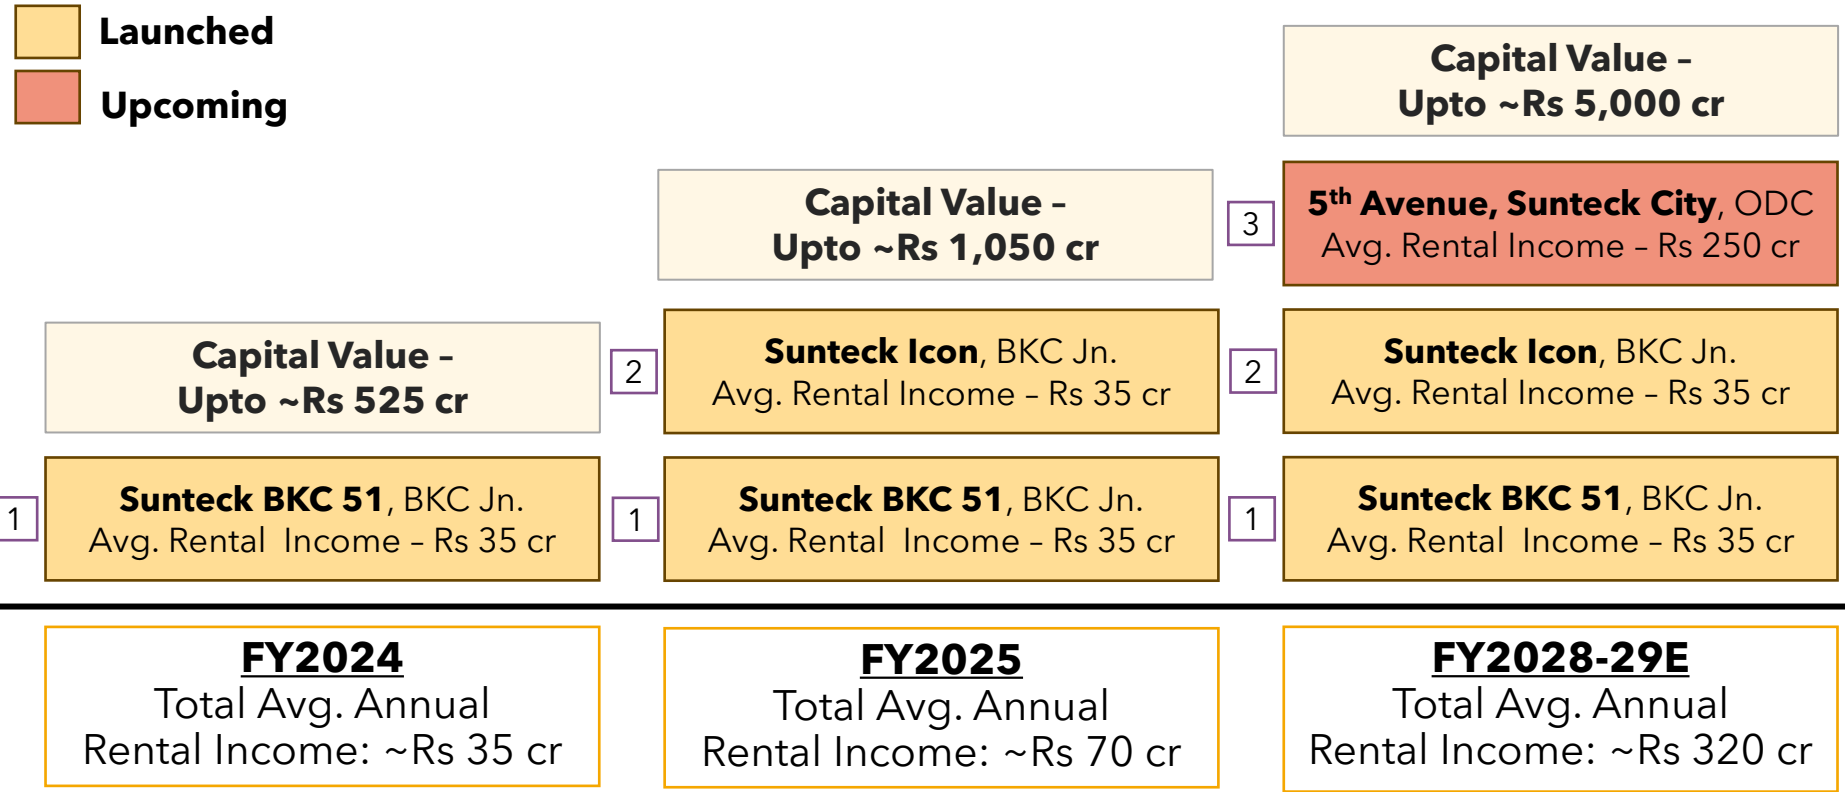 Launched
Upcoming
Capital Value –
Upto ~Rs 5,000 cr
Capital Value –
Upto ~Rs 1,050 cr
3
5th Avenue, Sunteck City, ODC
Avg. Rental Income – Rs 250 cr
Capital Value –
Upto ~Rs 525 cr
2
Sunteck Icon, BKC Jn.
Avg. Rental Income – Rs 35 cr
2
Sunteck Icon, BKC Jn.
Avg. Rental Income – Rs 35 cr
1
Sunteck BKC 51, BKC Jn.
Avg. Rental Income – Rs 35 cr
1
Sunteck BKC 51, BKC Jn.
Avg. Rental Income – Rs 35 cr
1
Sunteck BKC 51, BKC Jn.
Avg. Rental Income – Rs 35 cr
FY2024
Total Avg. Annual
Rental Income: ~Rs 35 cr
FY2025
Total Avg. Annual
Rental Income: ~Rs 70 cr
FY2028-29E
Total Avg. Annual
Rental Income: ~Rs 320 cr